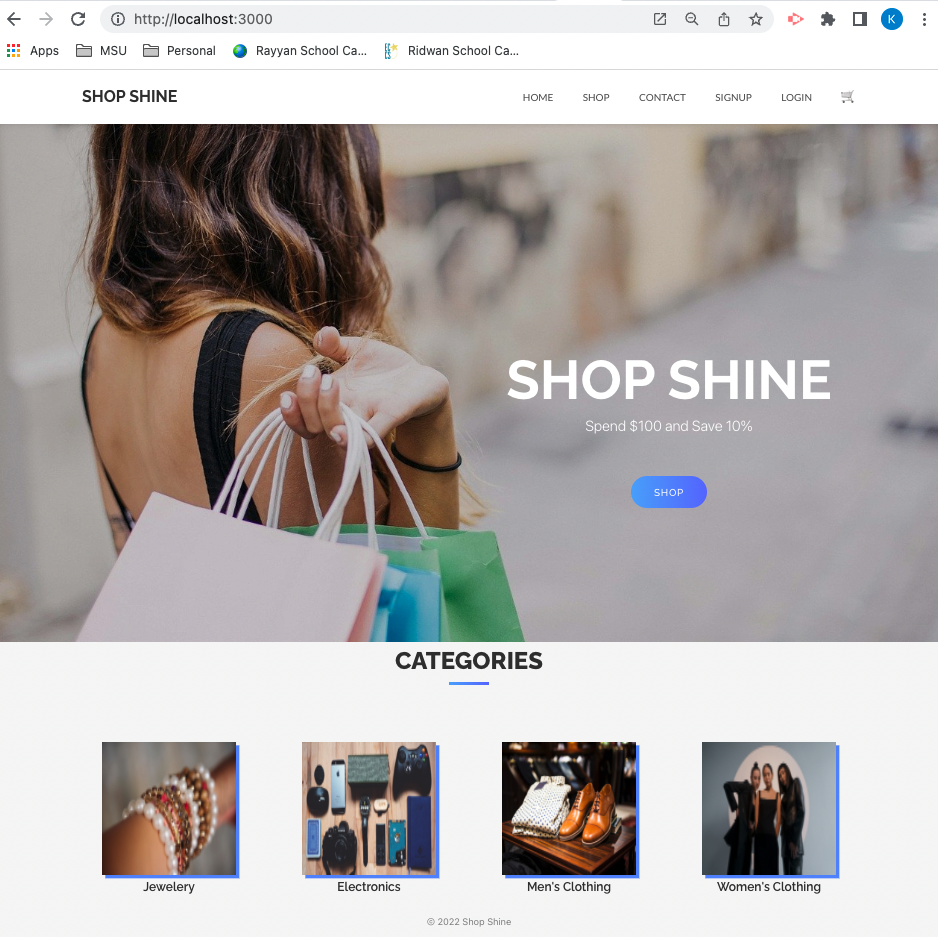 http://localhost:3000
K
Apps MSU Personal Rayyan School Ca... Ridwan School Ca...
SHOP SHINE HOME SHOP CONTACT SIGNUP LOGIN
SHOP SHINE
Spend $100 and Save 10%
SHOP
CATEGORIES
Jewelery Electronics Men's Clothing Women's Clothing
© 2022 Shop Shine